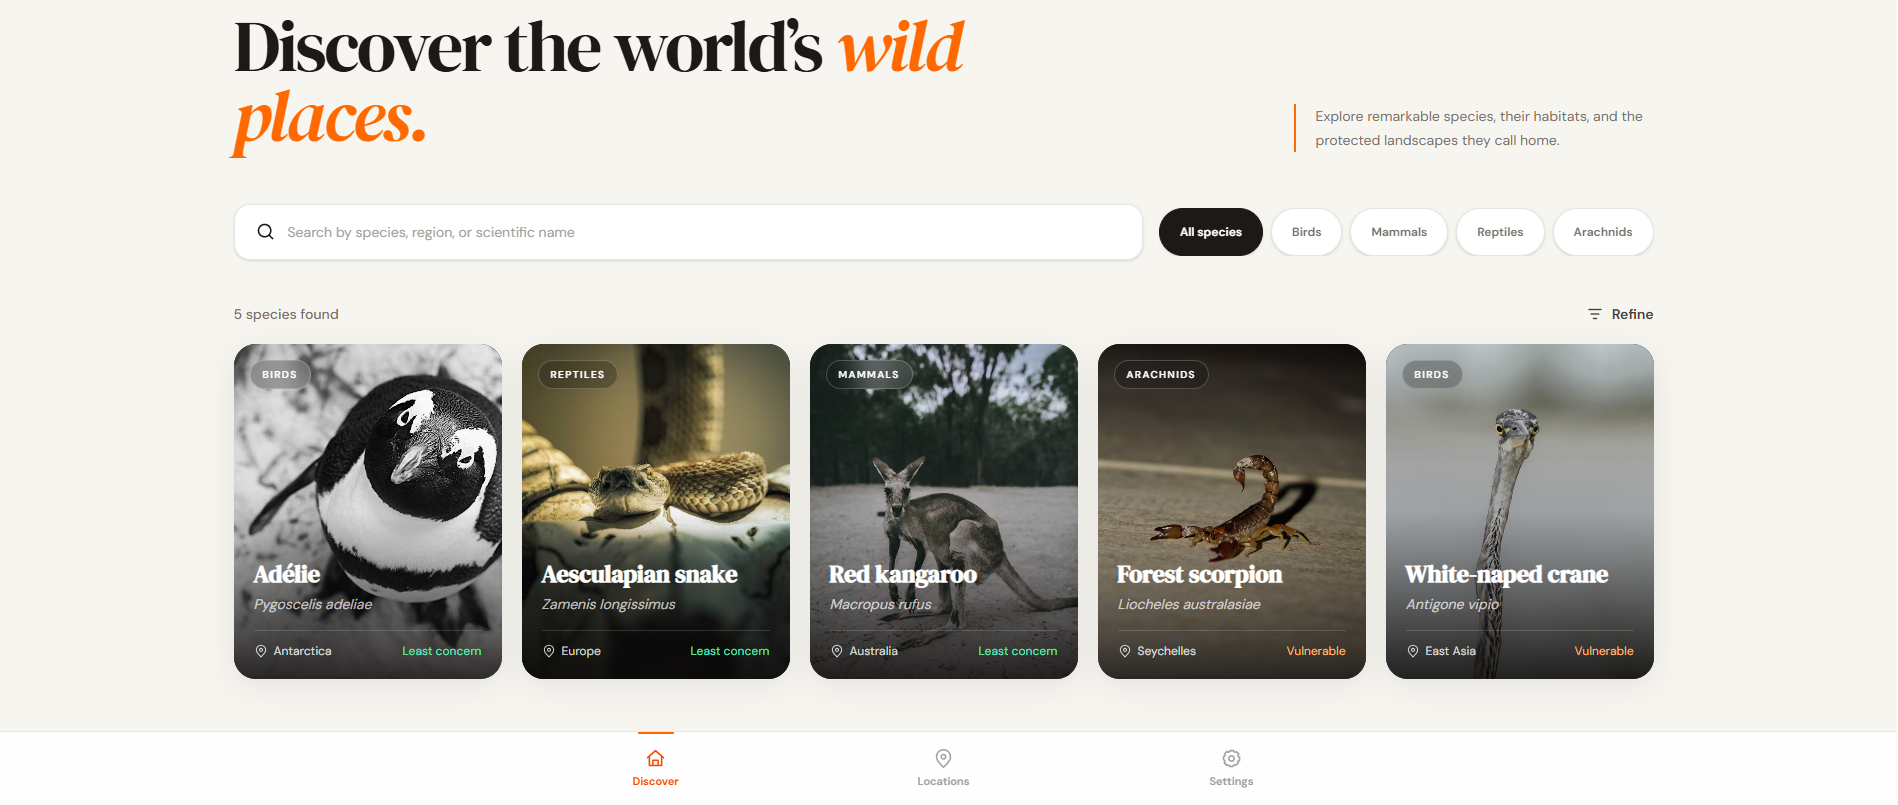 Discover the world’s wild
places.
Explore remarkable species, their habitats, and the
protected landscapes they call home.
Search by species, region, or scientific name
All species
Birds
Mammals
Reptiles
Arachnids
5 species found
Refine
BIRDS
Adélie
Pygoscelis adeliae
Antarctica
Least concern
REPTILES
Aesculapian snake
Zamenis longissimus
Europe
Least concern
MAMMALS
Red kangaroo
Macropus rufus
Australia
Least concern
ARACHNIDS
Forest scorpion
Liocheles australasiae
Seychelles
Vulnerable
BIRDS
White-naped crane
Antigone vipio
East Asia
Vulnerable
Discover
Locations
Settings